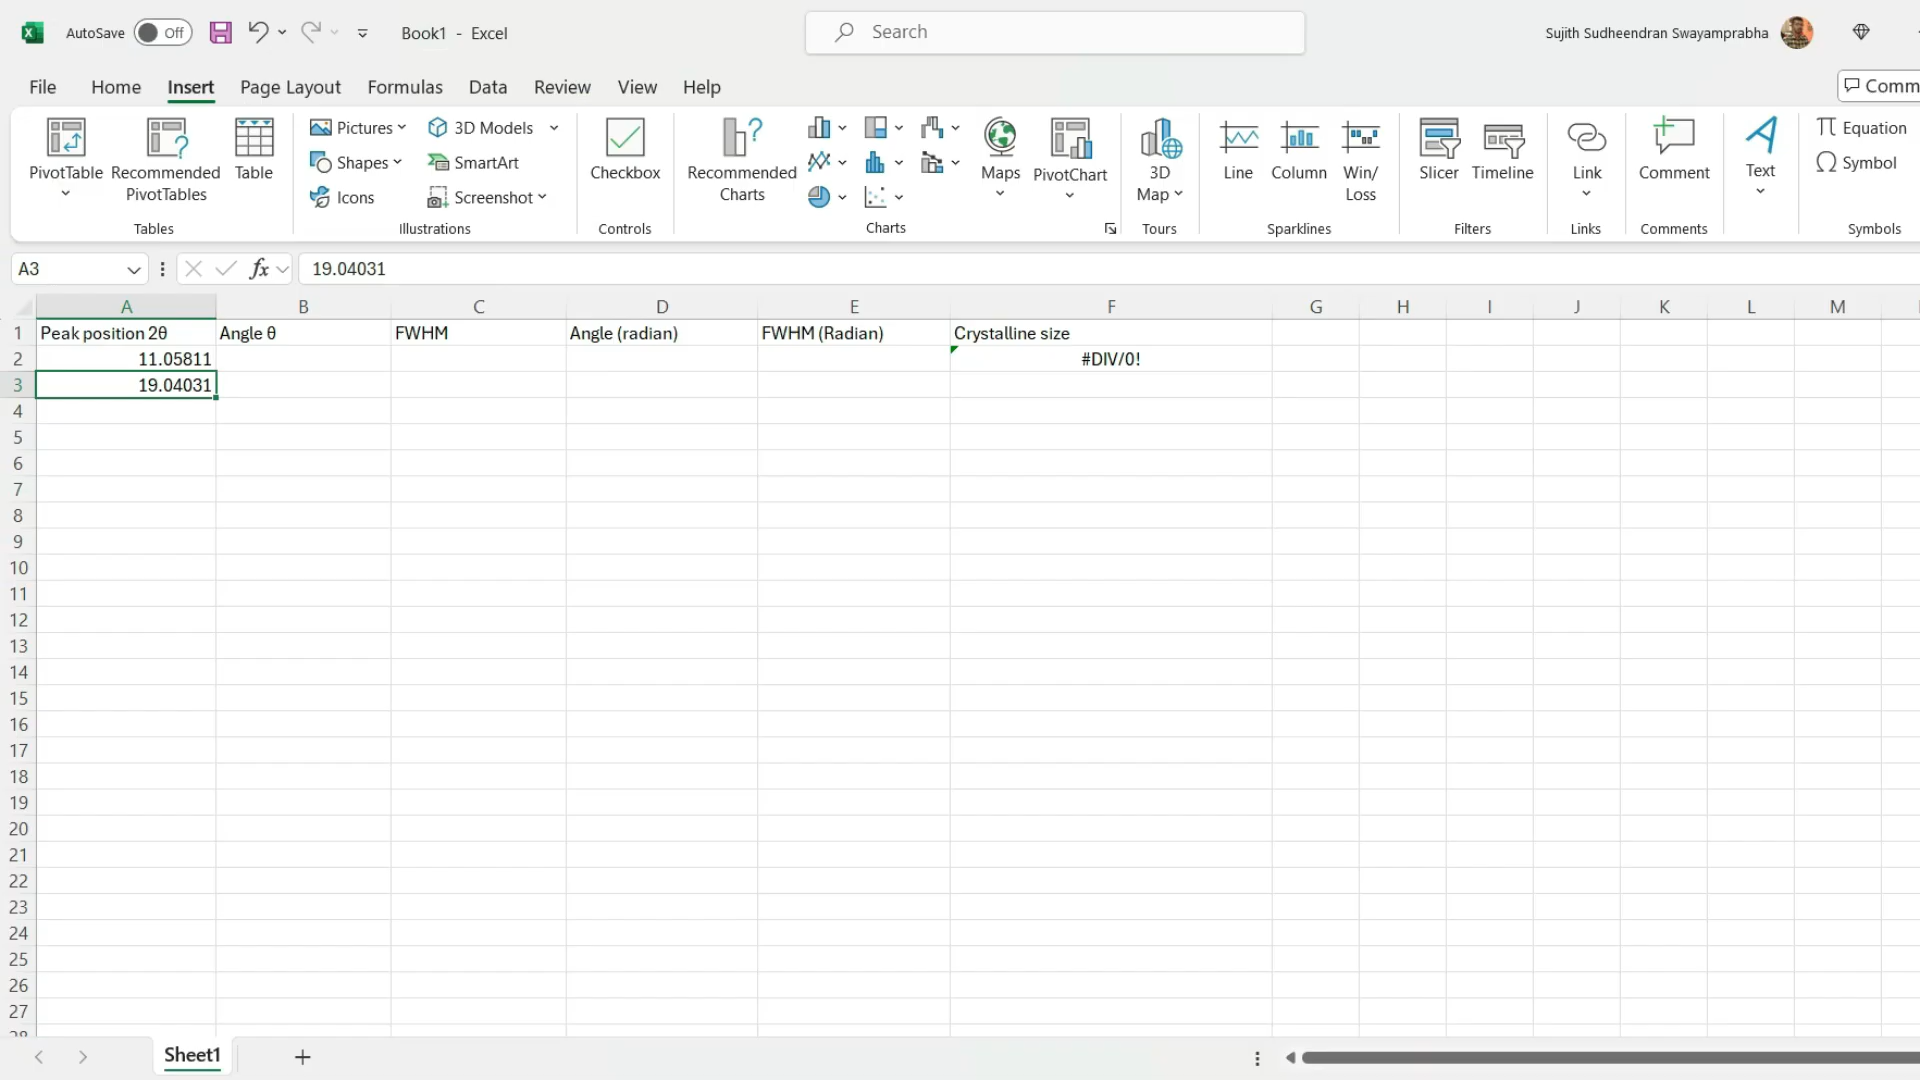 AutoSave Off Book1 - Excel Search Sujith Sudheendran Swayamprabha
File Home Insert Page Layout Formulas Data Review View Help Comm
PivotTable Recommended PivotTables Table
Tables
Pictures 3D Models
Shapes SmartArt
Icons Screenshot
Illustrations
Checkbox
Controls
Recommended Charts
Maps PivotChart
Charts
3D Map
Tours
Line Column Win/Loss
Sparklines
Slicer Timeline
Filters
Link
Links
Comment
Comments
Text
Equation
Symbol
Symbols
A3 fx 19.04031
A B C D E F G H I J K L M
1 Peak position 2θ Angle θ FWHM Angle (radian) FWHM (Radian) Crystalline size
2 11.05811 #DIV/0!
3 19.04031
4
5
6
7
8
9
10
11
12
13
14
15
16
17
18
19
20
21
22
23
24
25
26
27
28
Sheet1